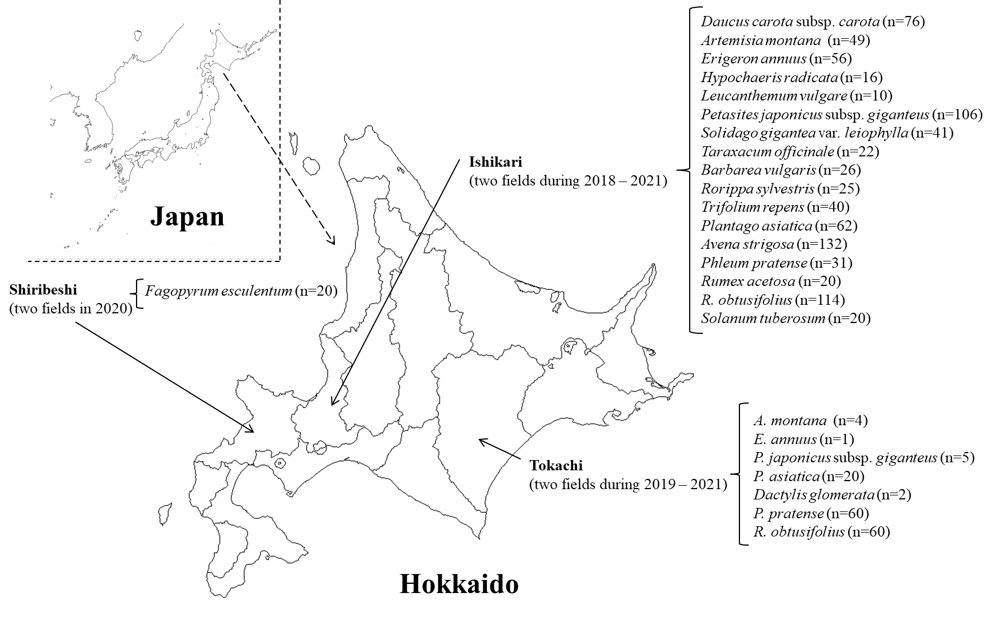 Japan
Shiribeshi
(two fields in 2020)
Fagopyrum esculentum (n=20)
Ishikari
(two fields during 2018 – 2021)
Daucus carota subsp. carota (n=76)
Artemisia montana (n=49)
Erigeron annuus (n=56)
Hypochaeris radicata (n=16)
Leucanthemum vulgare (n=10)
Petasites japonicus subsp. giganteus (n=106)
Solidago gigantea var. leiophylla (n=41)
Taraxacum officinale (n=22)
Barbarea vulgaris (n=26)
Rorippa sylvestris (n=25)
Trifolium repens (n=40)
Plantago asiatica (n=62)
Avena strigosa (n=132)
Phleum pratense (n=31)
Rumex acetosa (n=20)
R. obtusifolius (n=114)
Solanum tuberosum (n=20)
Tokachi
(two fields during 2019 – 2021)
A. montana (n=4)
E. annuus (n=1)
P. japonicus subsp. giganteus (n=5)
P. asiatica (n=20)
Dactylis glomerata (n=2)
P. pratense (n=60)
R. obtusifolius (n=60)
Hokkaido